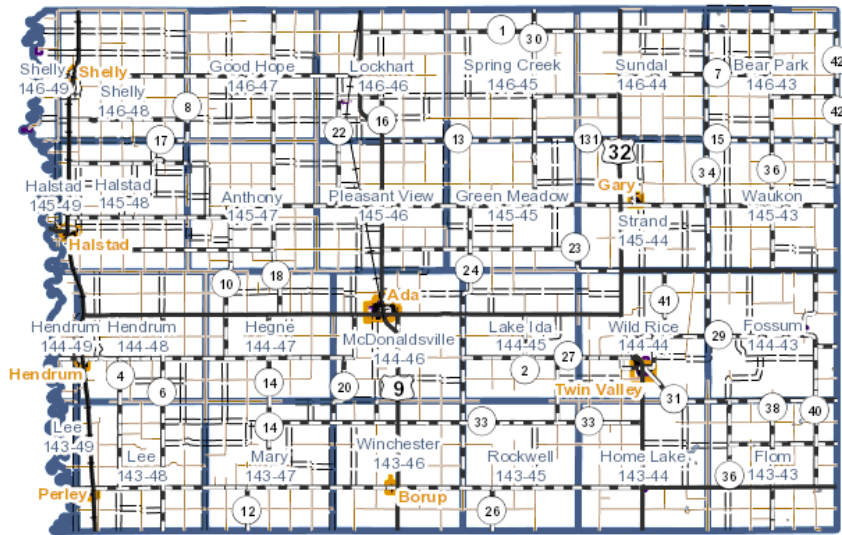 1
30
42
Shelly
146-49
Shelly
Shelly
146-48
Good Hope
146-47
Lockhart
146-46
Spring Creek
146-45
Sundal
146-44
Bear Park
146-43
7
42
8
16
22
17
13
131
32
15
34
36
Halstad
145-49
Halstad
145-48
Anthony
145-47
Pleasant View
145-46
Green Meadow
145-45
Gary
Strand
145-44
Waukon
145-43
Halstad
23
24
18
10
Ada
41
Hendrum
144-49
Hendrum
144-48
Hegne
144-47
McDonaldsville
144-46
Lake Ida
144-45
Wild Rice
144-44
29
Fossum
144-43
Hendrum
4
6
14
20
9
2
27
Twin Valley
31
38
40
14
33
33
Lee
143-49
Lee
143-48
Mary
143-47
Winchester
143-46
Rockwell
143-45
Home Lake
143-44
Flom
143-43
36
Perley
Borup
12
26